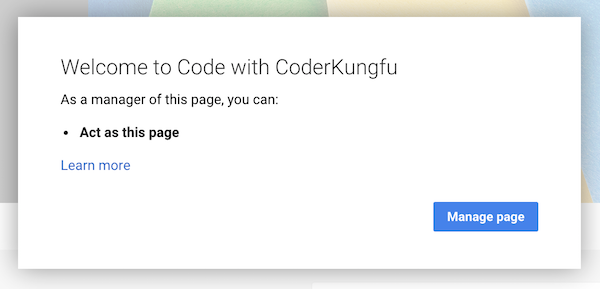 Welcome to Code with CoderKungfu
As a manager of this page, you can:
• Act as this page
Learn more
Manage page